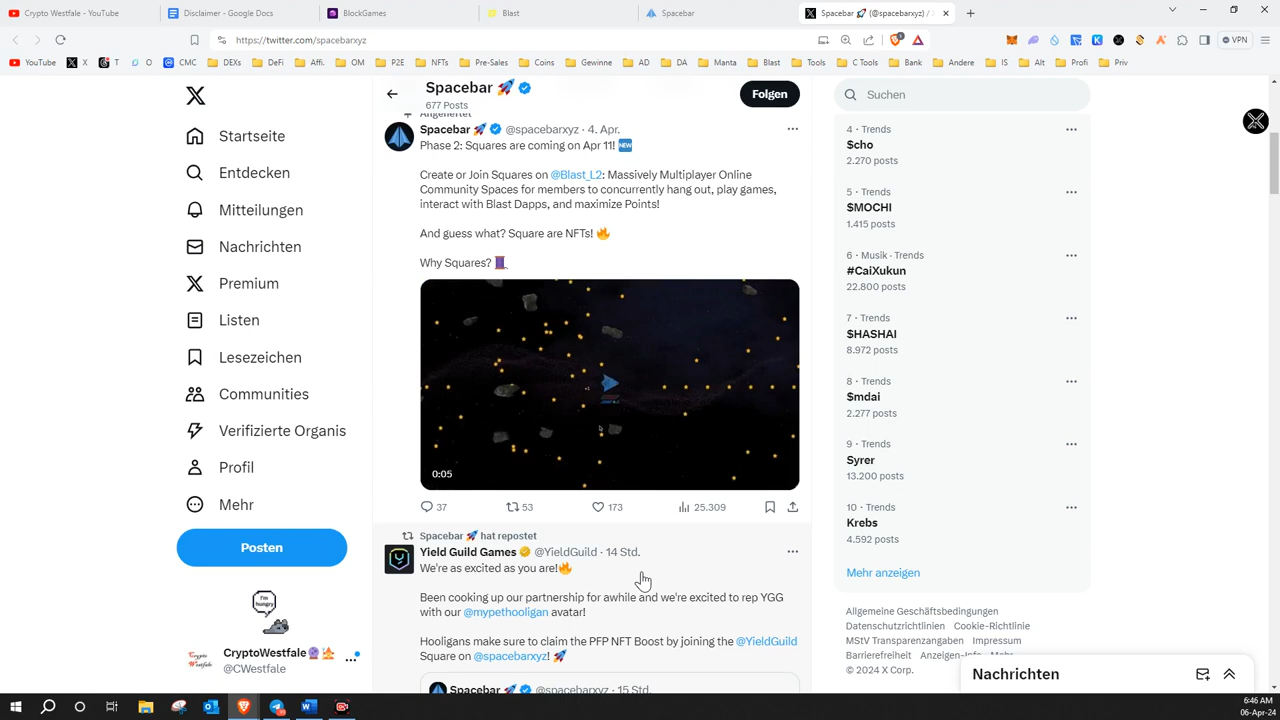 Crypto Westfale - YouTube
Disclaimer - Google Docs
BlockGames
Blast
Spacebar
Spacebar 🚀 (@spacebarxyz) /
https://twitter.com/spacebarxyz
VPN
YouTube
X
T
O
CMC
DEXs
DeFi
Affi.
OM
P2E
NFTs
Pre-Sales
Coins
Gewinne
AD
DA
Manta
Blast
Tools
C Tools
Bank
Andere
IS
Alt
Profi
Priv
Startseite
Entdecken
Mitteilungen
Nachrichten
Premium
Listen
Lesezeichen
Communities
Verifizierte Organis
Profil
Mehr
Posten
I'm hungry
Crypto Westfale
CryptoWestfale
@CWestfale
Spacebar 🚀
677 Posts
Folgen
Angeheftet
Spacebar 🚀 @spacebarxyz · 4. Apr.
Phase 2: Squares are coming on Apr 11! 🆕
Create or Join Squares on @Blast_L2: Massively Multiplayer Online
Community Spaces for members to concurrently hang out, play games,
interact with Blast Dapps, and maximize Points!
And guess what? Square are NFTs! 🔥
Why Squares? 🧵
0:05
37 53 173 25.309
Spacebar 🚀 hat repostet
Yield Guild Games @YieldGuild · 14 Std.
We're as excited as you are!🔥
Been cooking up our partnership for awhile and we're excited to rep YGG
with our @mypethooligan avatar!
Hooligans make sure to claim the PFP NFT Boost by joining the @YieldGuild
Square on @spacebarxyz! 🚀
Spacebar 🚀 @spacebarxyz · 15 Std.
Suchen
4 · Trends
$cho
2.270 posts
5 · Trends
$MOCHI
1.415 posts
6 · Musik · Trends
#CaiXukun
22.800 posts
7 · Trends
$HASHAI
8.972 posts
8 · Trends
$mdai
2.277 posts
9 · Trends
Syrer
13.200 posts
10 · Trends
Krebs
4.592 posts
Mehr anzeigen
Allgemeine Geschäftsbedingungen
Datenschutzrichtlinien Cookie-Richtlinie
MStV Transparenzangaben Impressum
Barrierefreiheit Anzeigen-Info Mehr
© 2024 X Corp.
Nachrichten
6:46 AM
06-Apr-24